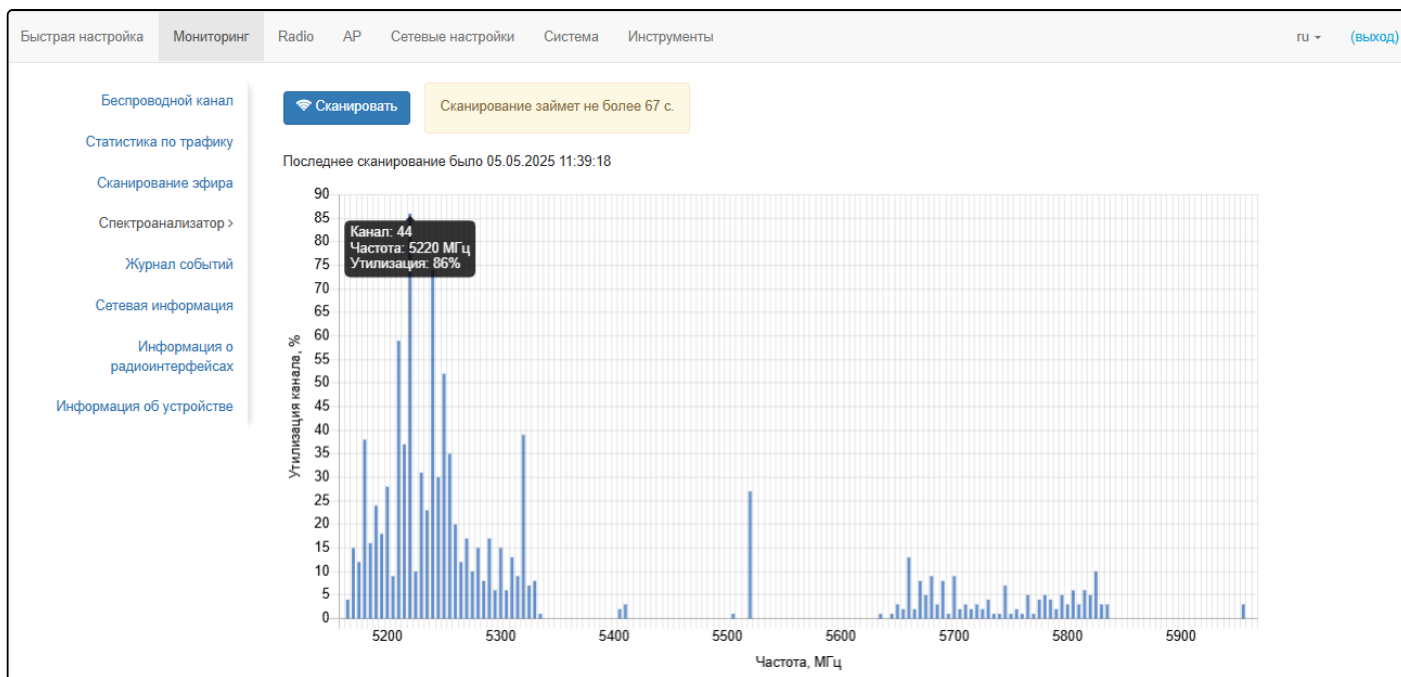 Быстрая настройка Мониторинг Radio AP Сетевые настройки Система Инструменты ru (выход)
Беспроводной канал
Статистика по трафику
Сканирование эфира
Спектроанализатор >
Журнал событий
Сетевая информация
Информация о
радиоинтерфейсах
Информация об устройстве
Сканировать
Сканирование займет не более 67 с.
Последнее сканирование было 05.05.2025 11:39:18
Утилизация канала, %
90
85
80
75
70
65
60
55
50
45
40
35
30
25
20
15
10
5
0
Канал: 44
Частота: 5220 МГц
Утилизация: 86%
5200 5300 5400 5500 5600 5700 5800 5900
Частота, МГц